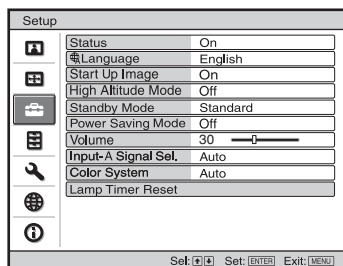 Setup
Status On
Language English
Start Up Image On
High Altitude Mode Off
Standby Mode Standard
Power Saving Mode Off
Volume 30
Input-A Signal Sel. Auto
Color System Auto
Lamp Timer Reset
Sel: Set: ENTER Exit: MENU